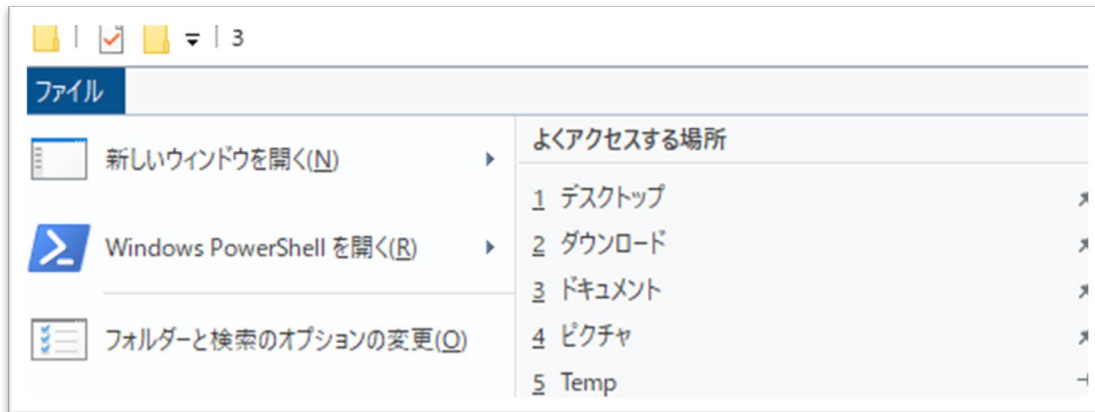 3
ファイル
新しいウィンドウを開く(N)
Windows PowerShell を開く(R)
フォルダーと検索のオプションの変更(O)
よくアクセスする場所
1 デスクトップ
2 ダウンロード
3 ドキュメント
4 ピクチャ
5 Temp